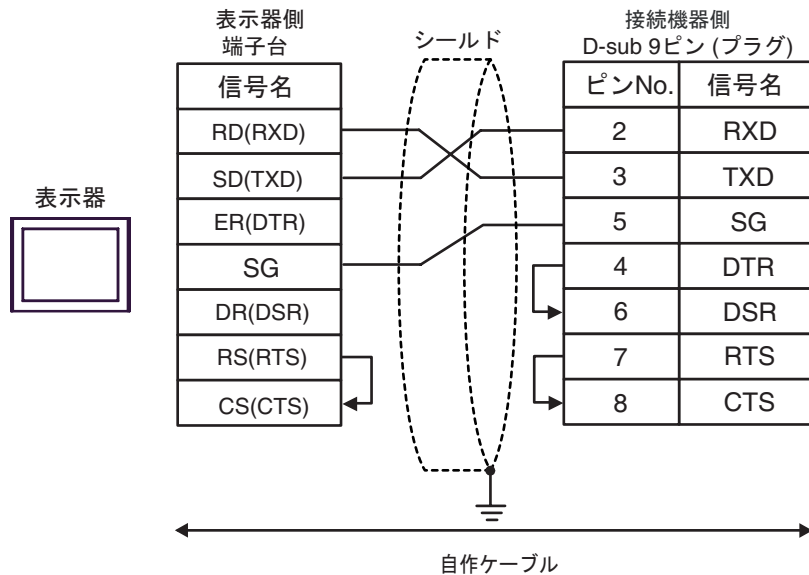 表示器側
端子台
シールド
接続機器側
D-sub 9ピン (プラグ)
信号名
ピンNo. 信号名
RD(RXD) 2 RXD
SD(TXD) 3 TXD
表示器
ER(DTR) 5 SG
SG 4 DTR
DR(DSR) 6 DSR
RS(RTS) 7 RTS
CS(CTS) 8 CTS
自作ケーブル